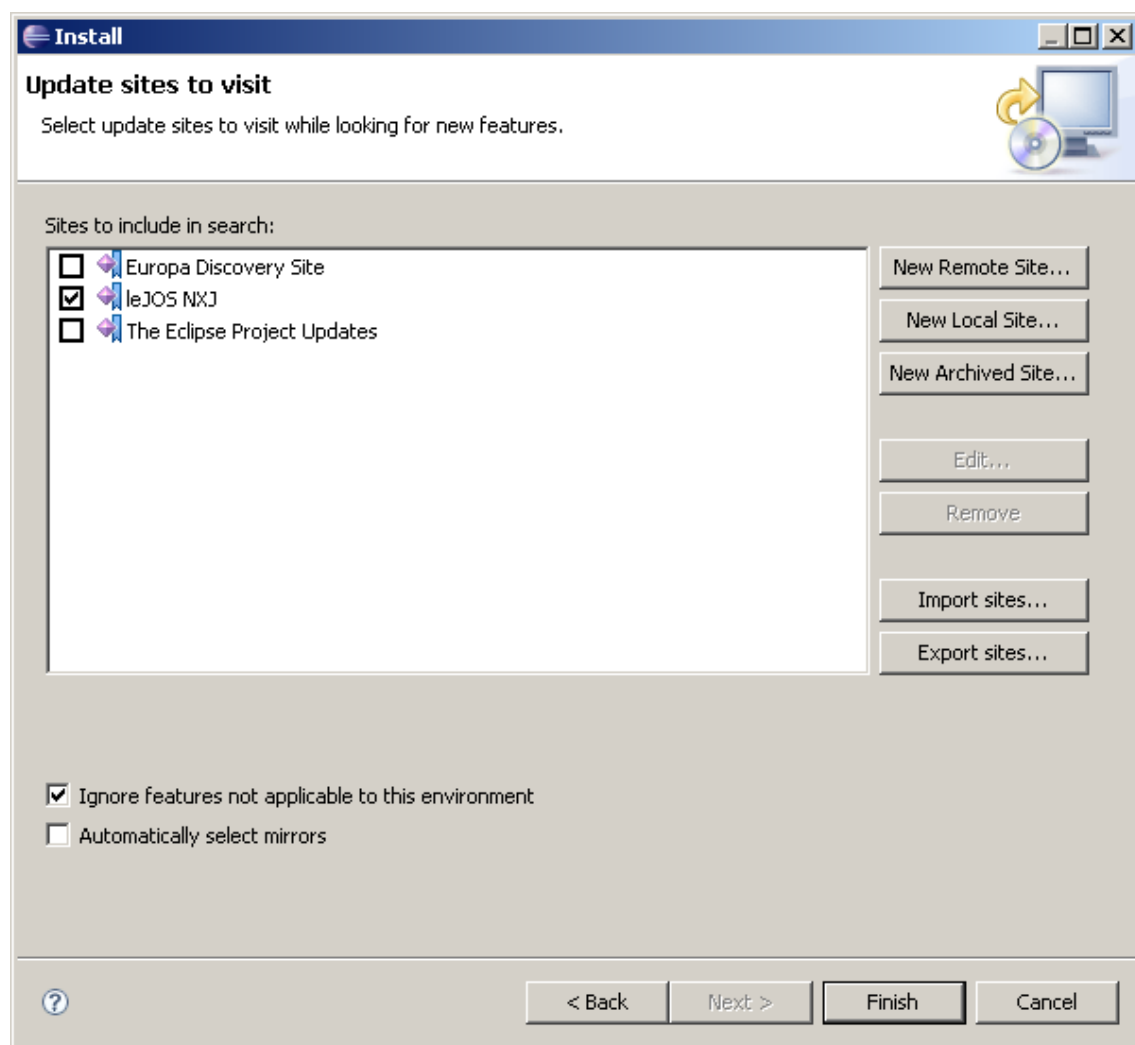 Install
Update sites to visit
Select update sites to visit while looking for new features.
Sites to include in search:
Europa Discovery Site
leJOS NXJ
The Eclipse Project Updates
New Remote Site...
New Local Site...
New Archived Site...
Edit...
Remove
Import sites...
Export sites...
Ignore features not applicable to this environment
Automatically select mirrors
?
< Back
Next >
Finish
Cancel